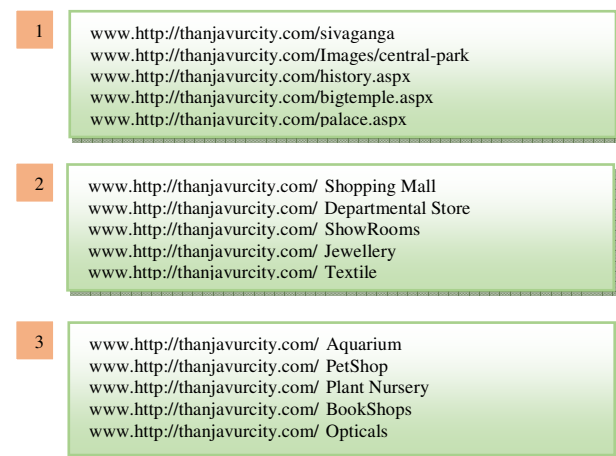 1
www.http://thanjavurcity.com/sivaganga
www.http://thanjavurcity.com/Images/central-park
www.http://thanjavurcity.com/history.aspx
www.http://thanjavurcity.com/bigtemple.aspx
www.http://thanjavurcity.com/palace.aspx
2
www.http://thanjavurcity.com/ Shopping Mall
www.http://thanjavurcity.com/ Departmental Store
www.http://thanjavurcity.com/ ShowRooms
www.http://thanjavurcity.com/ Jewellery
www.http://thanjavurcity.com/ Textile
3
www.http://thanjavurcity.com/ Aquarium
www.http://thanjavurcity.com/ PetShop
www.http://thanjavurcity.com/ Plant Nursery
www.http://thanjavurcity.com/ BookShops
www.http://thanjavurcity.com/ Opticals